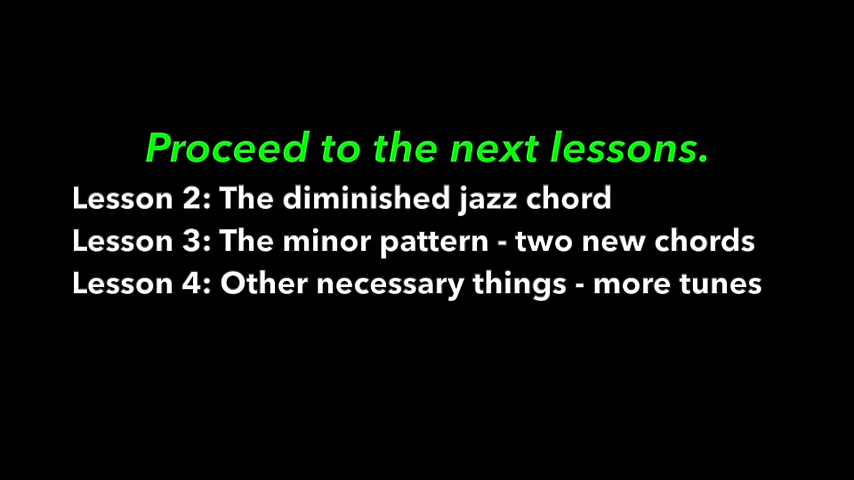 Proceed to the next lessons.
Lesson 2: The diminished jazz chord
Lesson 3: The minor pattern - two new chords
Lesson 4: Other necessary things - more tunes